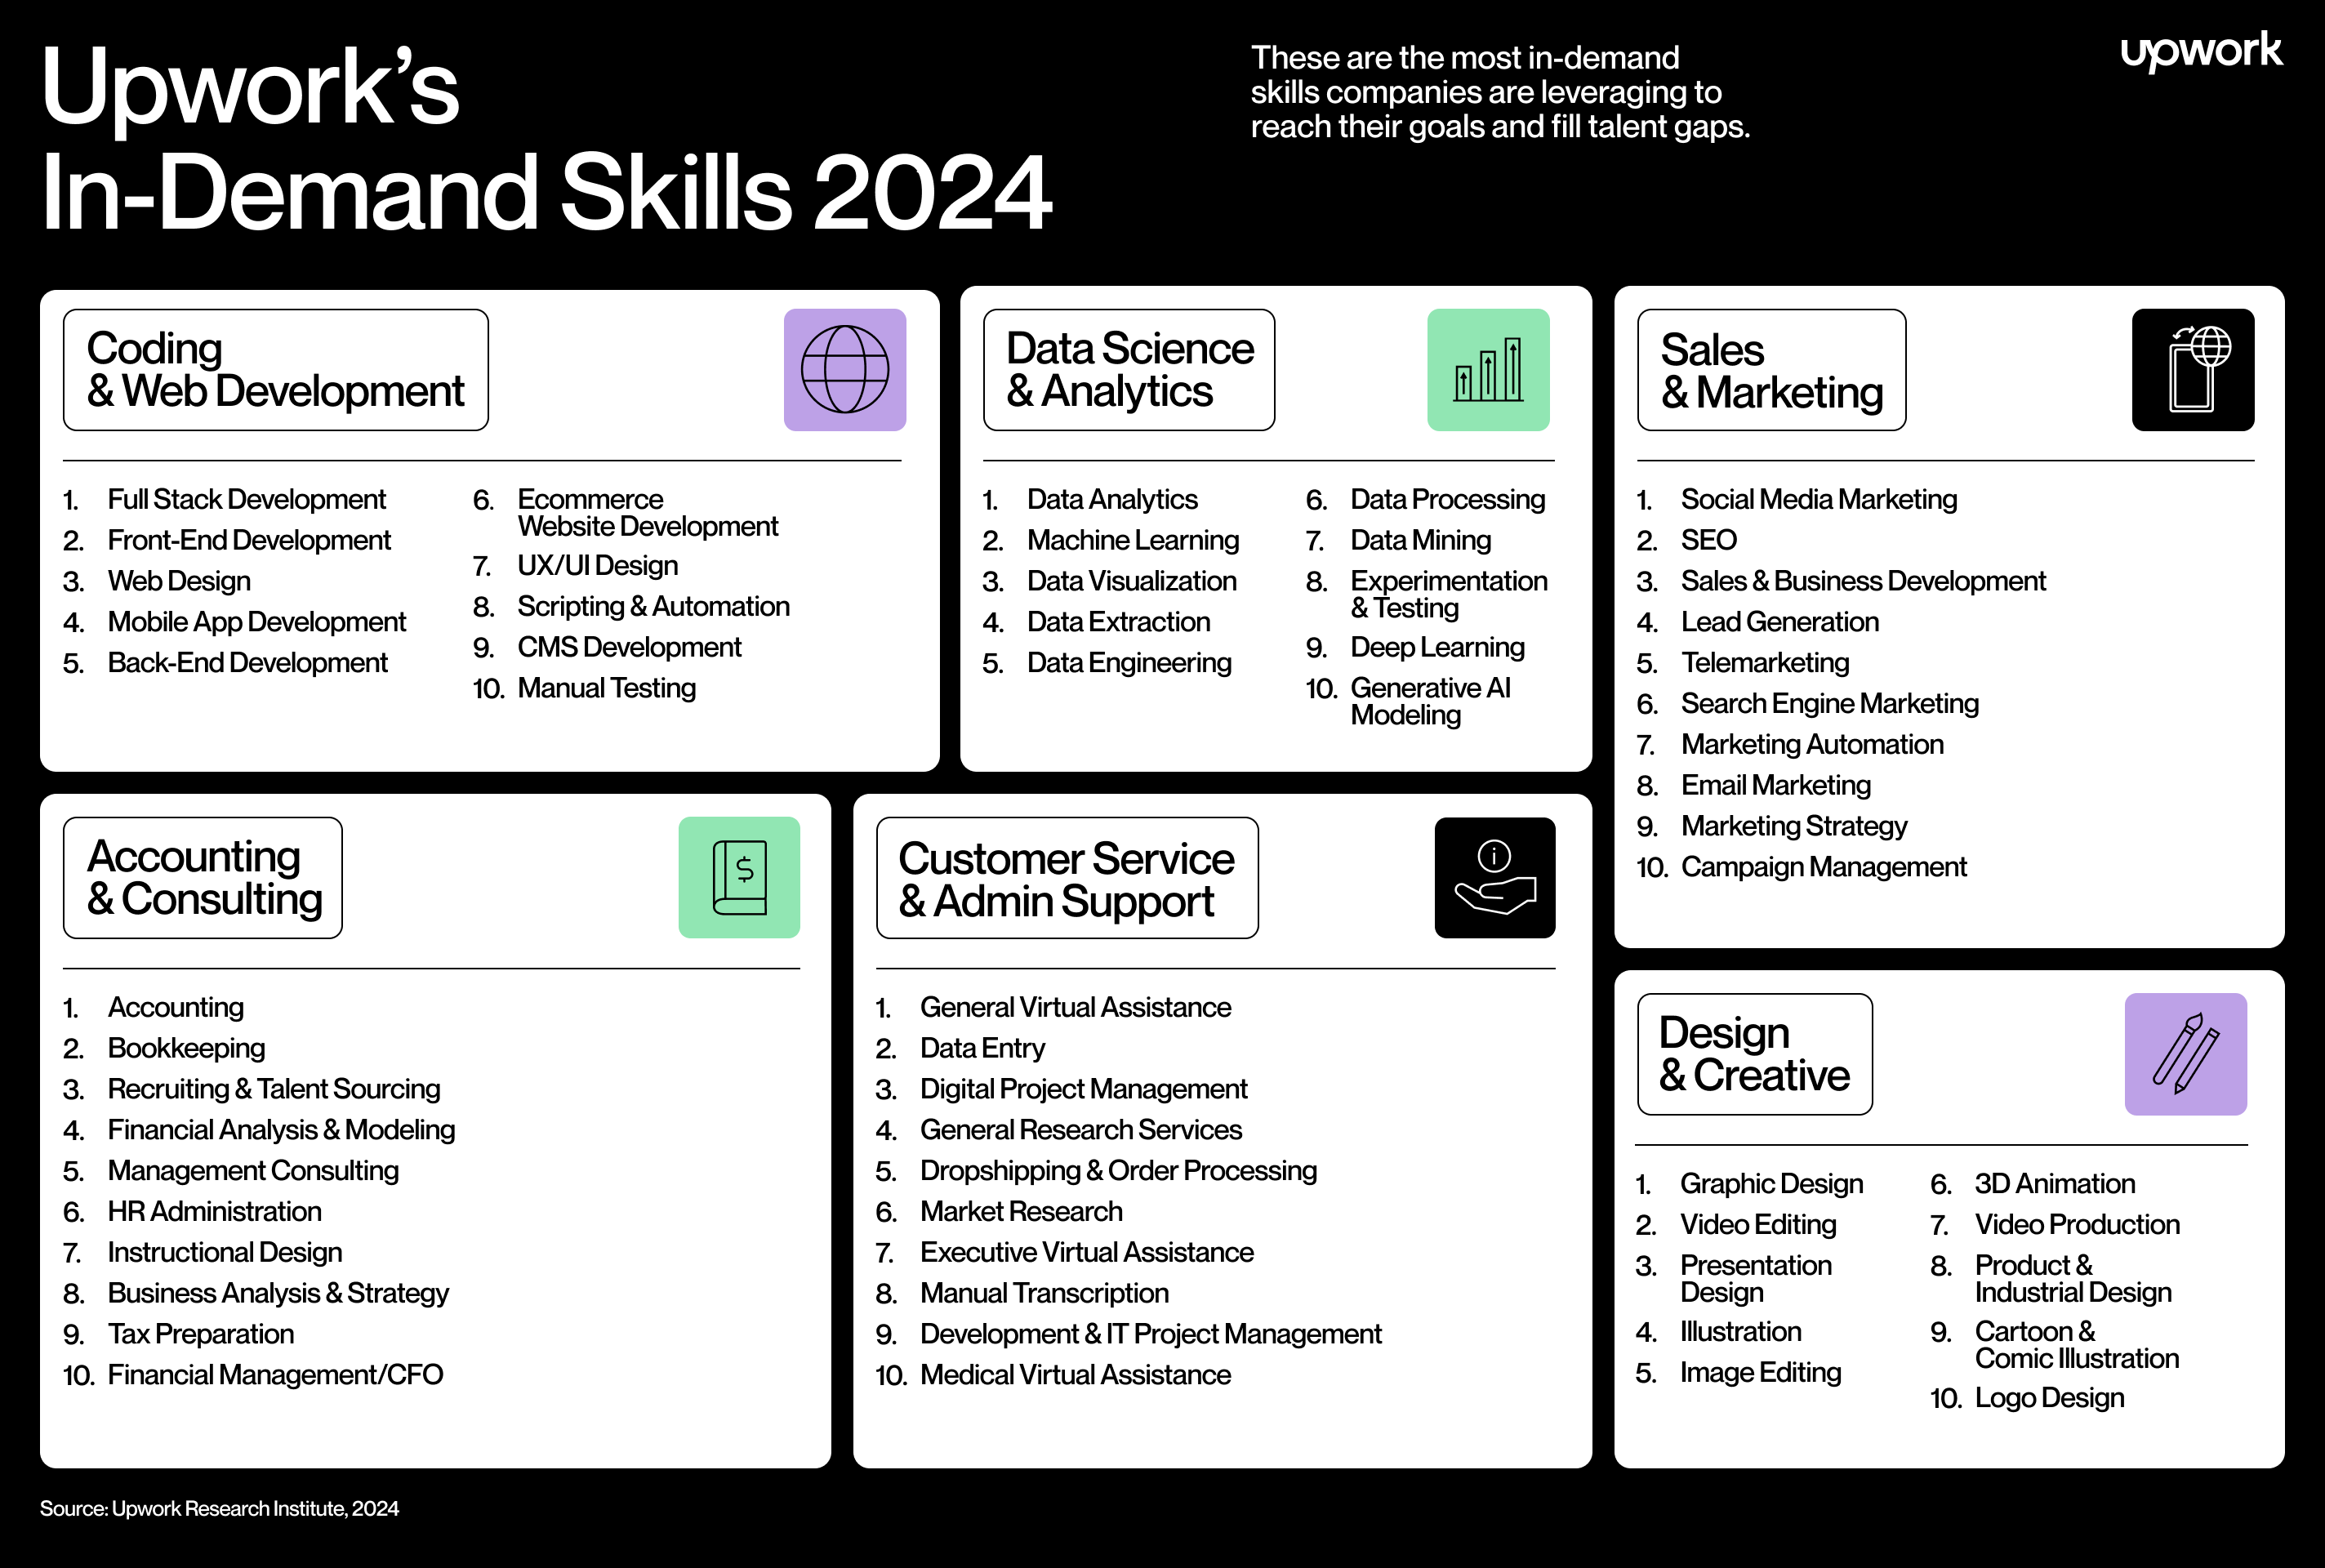 Upwork’s
In-Demand Skills 2024
These are the most in-demand
skills companies are leveraging to
reach their goals and fill talent gaps.
upwork
Coding
& Web Development
1. Full Stack Development
2. Front-End Development
3. Web Design
4. Mobile App Development
5. Back-End Development
6. Ecommerce
Website Development
7. UX/UI Design
8. Scripting & Automation
9. CMS Development
10. Manual Testing
Data Science
& Analytics
1. Data Analytics
2. Machine Learning
3. Data Visualization
4. Data Extraction
5. Data Engineering
6. Data Processing
7. Data Mining
8. Experimentation
& Testing
9. Deep Learning
10. Generative AI
Modeling
Sales
& Marketing
1. Social Media Marketing
2. SEO
3. Sales & Business Development
4. Lead Generation
5. Telemarketing
6. Search Engine Marketing
7. Marketing Automation
8. Email Marketing
9. Marketing Strategy
10. Campaign Management
Accounting
& Consulting
$
1. Accounting
2. Bookkeeping
3. Recruiting & Talent Sourcing
4. Financial Analysis & Modeling
5. Management Consulting
6. HR Administration
7. Instructional Design
8. Business Analysis & Strategy
9. Tax Preparation
10. Financial Management/CFO
Customer Service
& Admin Support
i
1. General Virtual Assistance
2. Data Entry
3. Digital Project Management
4. General Research Services
5. Dropshipping & Order Processing
6. Market Research
7. Executive Virtual Assistance
8. Manual Transcription
9. Development & IT Project Management
10. Medical Virtual Assistance
Design
& Creative
1. Graphic Design
2. Video Editing
3. Presentation
Design
4. Illustration
5. Image Editing
6. 3D Animation
7. Video Production
8. Product &
Industrial Design
9. Cartoon &
Comic Illustration
10. Logo Design
Source: Upwork Research Institute, 2024